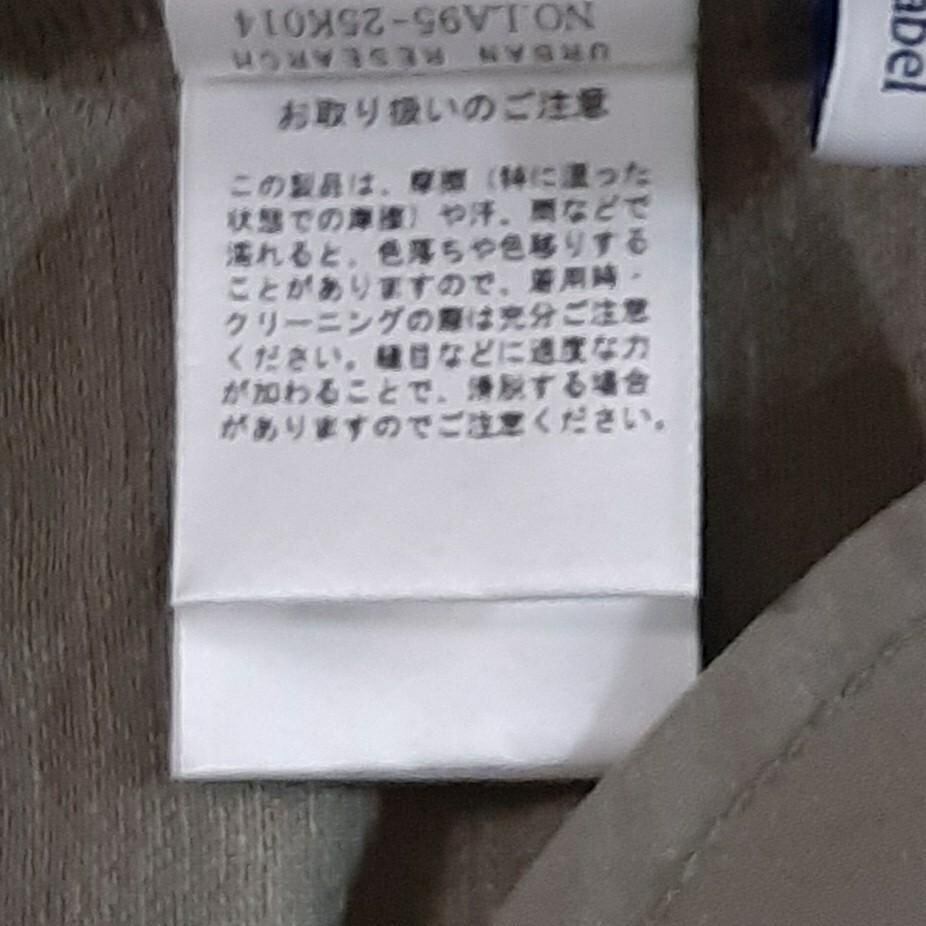 NO.LA95-25K014
URBAN RESEARCH
abel
お取り扱いのご注意
この製品は、摩擦（特に湿った
状態での摩擦）や汗、雨などで
濡れると、色落ちや色移りする
ことがありますので、着用時・
クリーニングの際は充分ご注意
ください。縫目などに過度な力
が加わることで、滑脱する場合
がありますのでご注意ください。